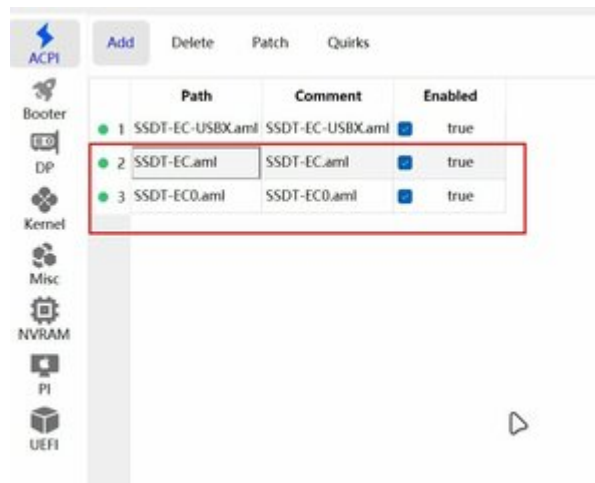 Add Delete Patch Quirks
ACPI
Booter
DP
Kernel
Misc
NVRAM
PI
UEFI
Path Comment Enabled
1 SSDT-EC-USBX.aml SSDT-EC-USBX.aml true
2 SSDT-EC.aml SSDT-EC.aml true
3 SSDT-EC0.aml SSDT-EC0.aml true